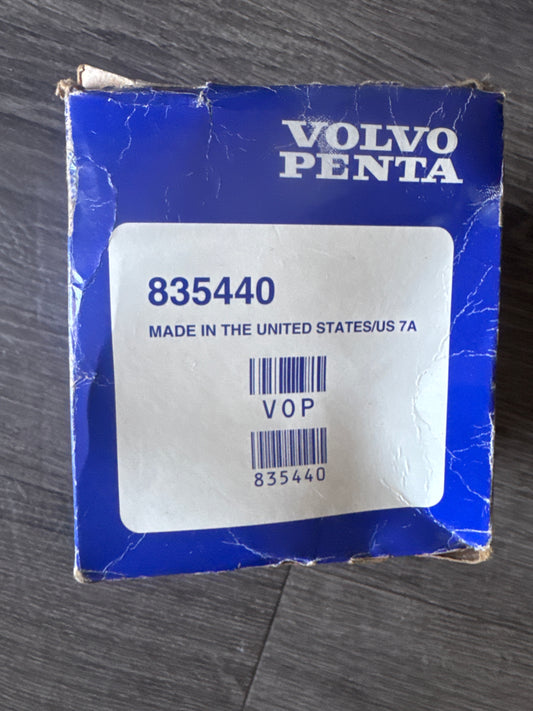 VOLVO
PENTA
835440
MADE IN THE UNITED STATES/US 7A
VOP
835440